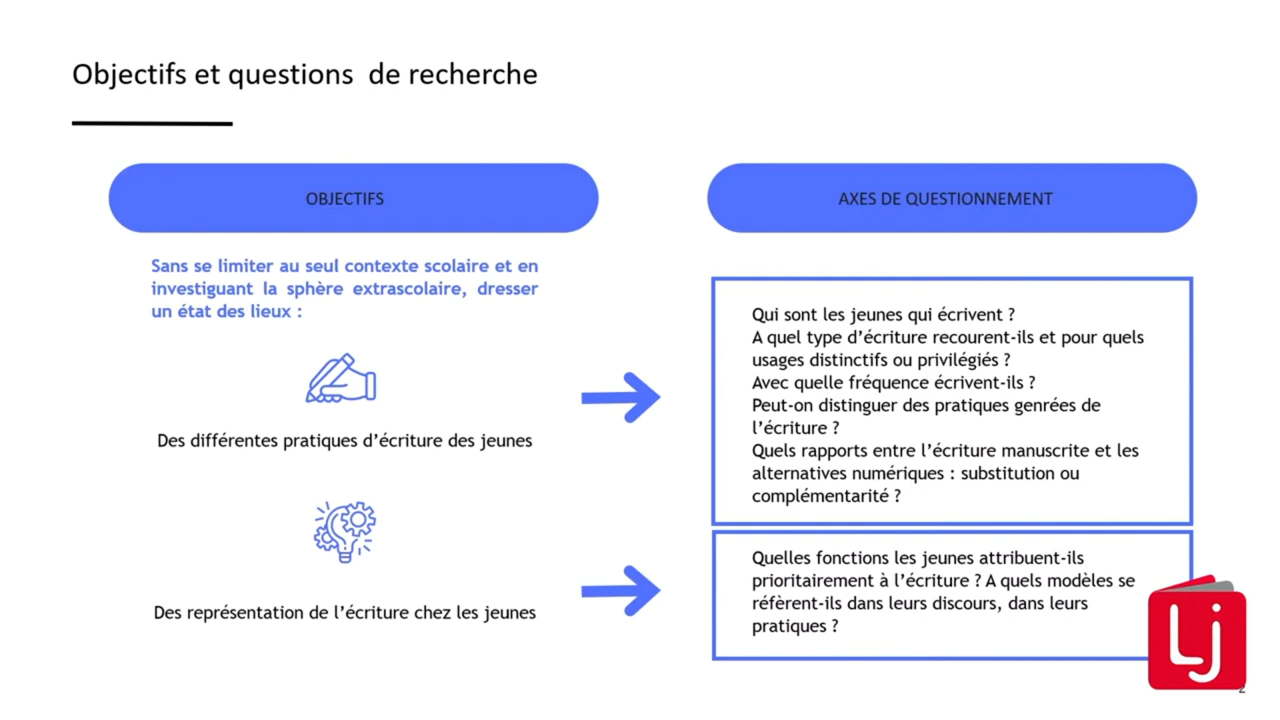 Objectifs et questions  de recherche
OBJECTIFS
Sans se limiter au seul contexte scolaire et en
investiguant la sphère extrascolaire, dresser
un état des lieux :
Des différentes pratiques d'écriture des jeunes
Des représentation de l'écriture chez les jeunes
AXES DE QUESTIONNEMENT
Qui sont les jeunes qui écrivent ?
A quel type d'écriture recourent-ils et pour quels
usages distinctifs ou privilégiés ?
Avec quelle fréquence écrivent-ils ?
Peut-on distinguer des pratiques genrées de
l'écriture ?
Quels rapports entre l'écriture manuscrite et les
alternatives numériques : substitution ou
complémentarité ?
Quelles fonctions les jeunes attribuent-ils
prioritairement à l'écriture ? A quels modèles se
réfèrent-ils dans leurs discours, dans leurs
pratiques ?
Lj
2